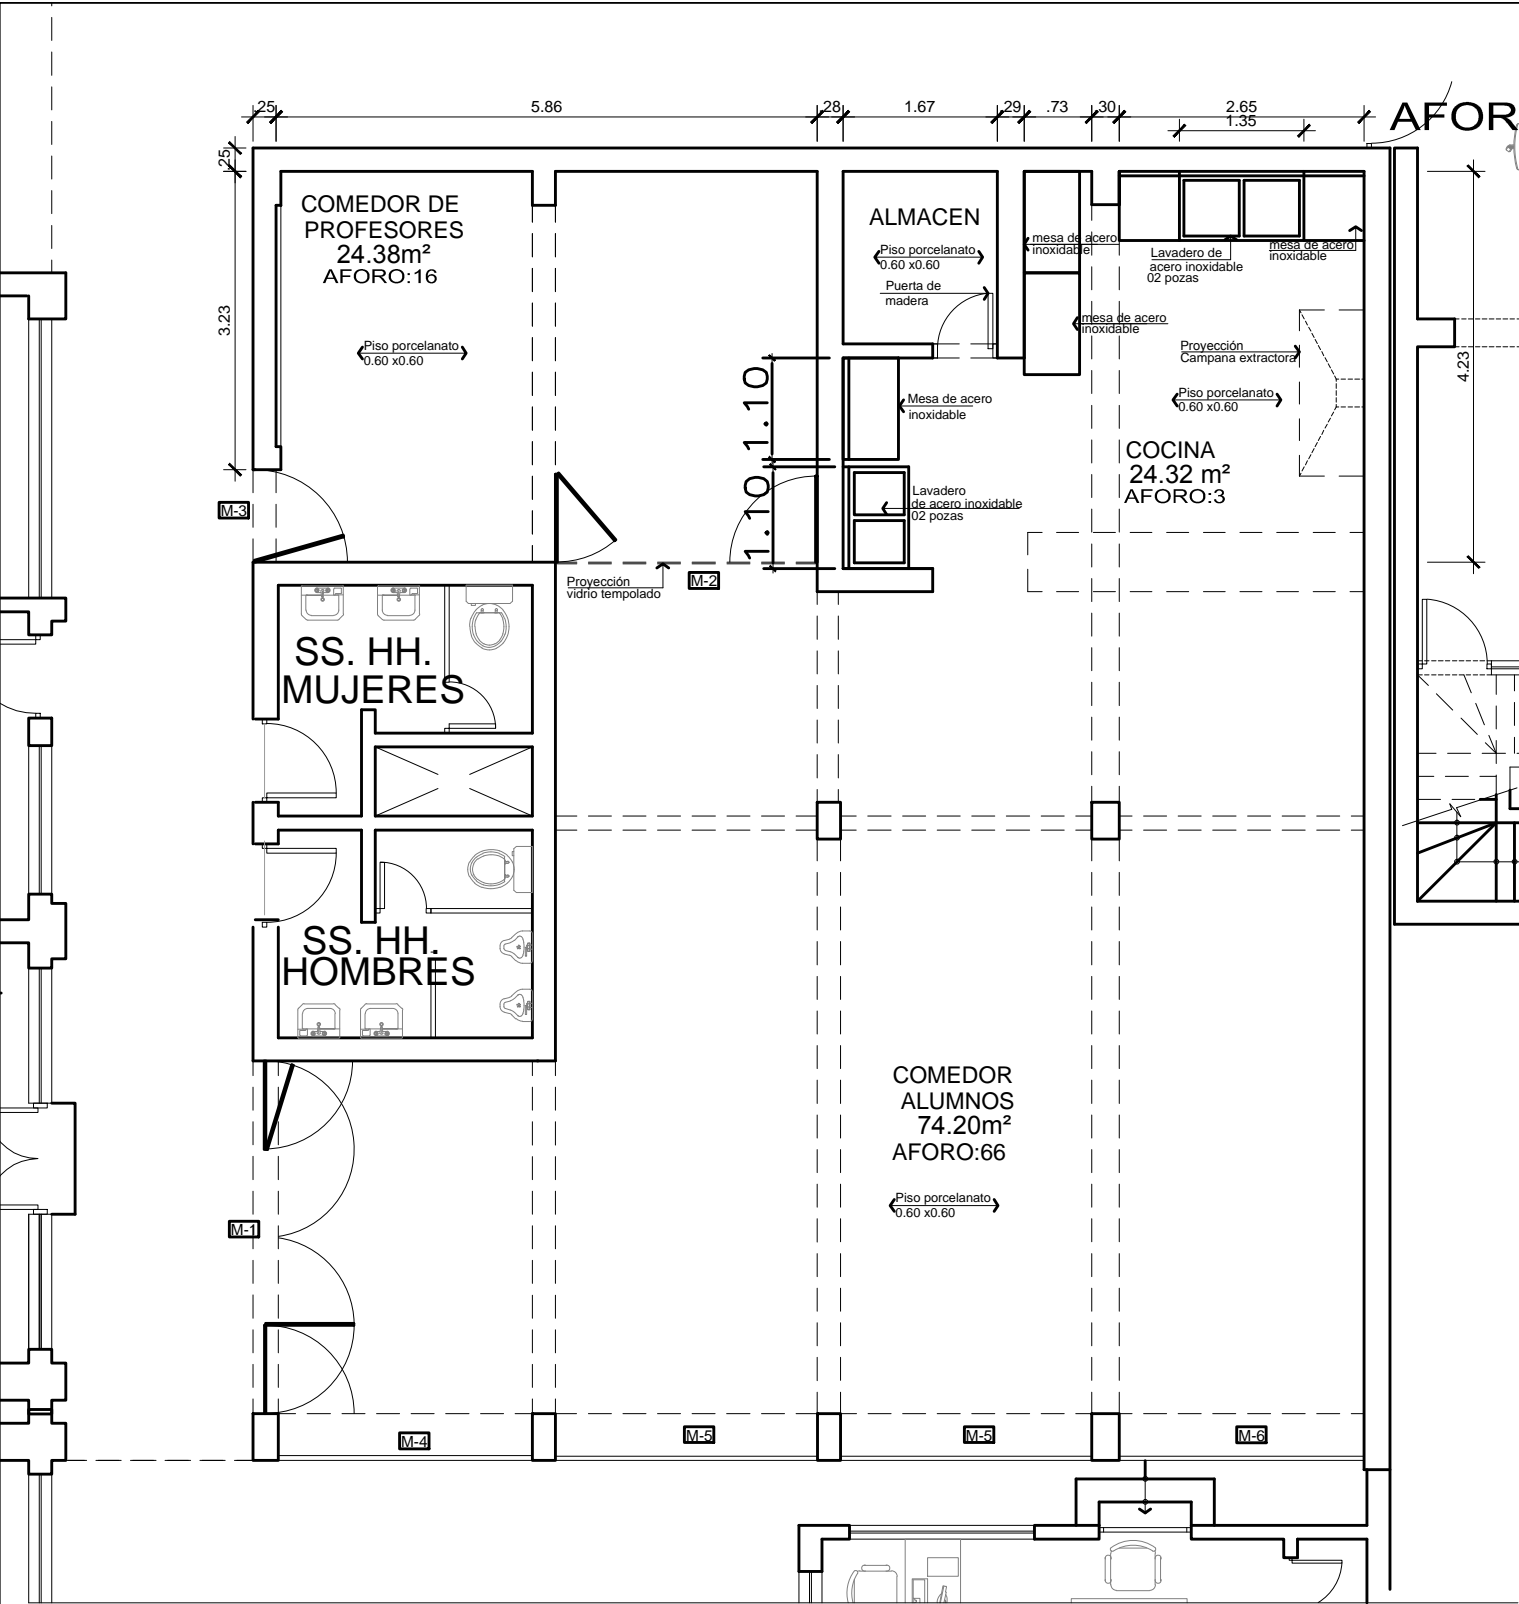 .25
5.86
.28
1.67
.29
.73
.30
2.65
1.35
AFOR
.25
3.23
4.23
COMEDOR DE
PROFESORES
24.38m²
AFORO:16
Piso porcelanato
0.60 x0.60
ALMACEN
Piso porcelanato
0.60 x0.60
Puerta de
madera
mesa de acero
inoxidable
mesa de acero
inoxidable
Lavadero de
acero inoxidable
02 pozas
mesa de acero
inoxidable
Proyección
Campana extractora
Piso porcelanato
0.60 x0.60
COCINA
24.32 m²
AFORO:3
1.10
Mesa de acero
inoxidable
1.10
Lavadero
de acero inoxidable
02 pozas
M-3
Proyección
vidrio tempolado
M-2
SS. HH.
MUJERES
SS. HH.
HOMBRES
COMEDOR
ALUMNOS
74.20m²
AFORO:66
Piso porcelanato
0.60 x0.60
M-1
M-4
M-5
M-5
M-6